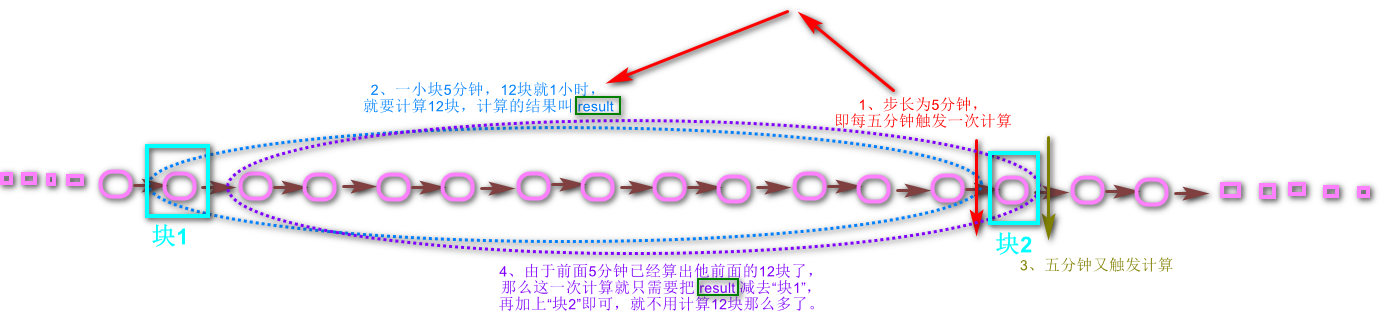 2、一小块5分钟，12块就1小时，
就要计算12块，计算的结果叫result
1、步长为5分钟，
即每五分钟触发一次计算
块1
块2
3、五分钟又触发计算
4、由于前面5分钟已经算出他前面的12块了，
那么这一次计算就只需要把result减去“块1”，
再加上“块2”即可，就不用计算12块那么多了。